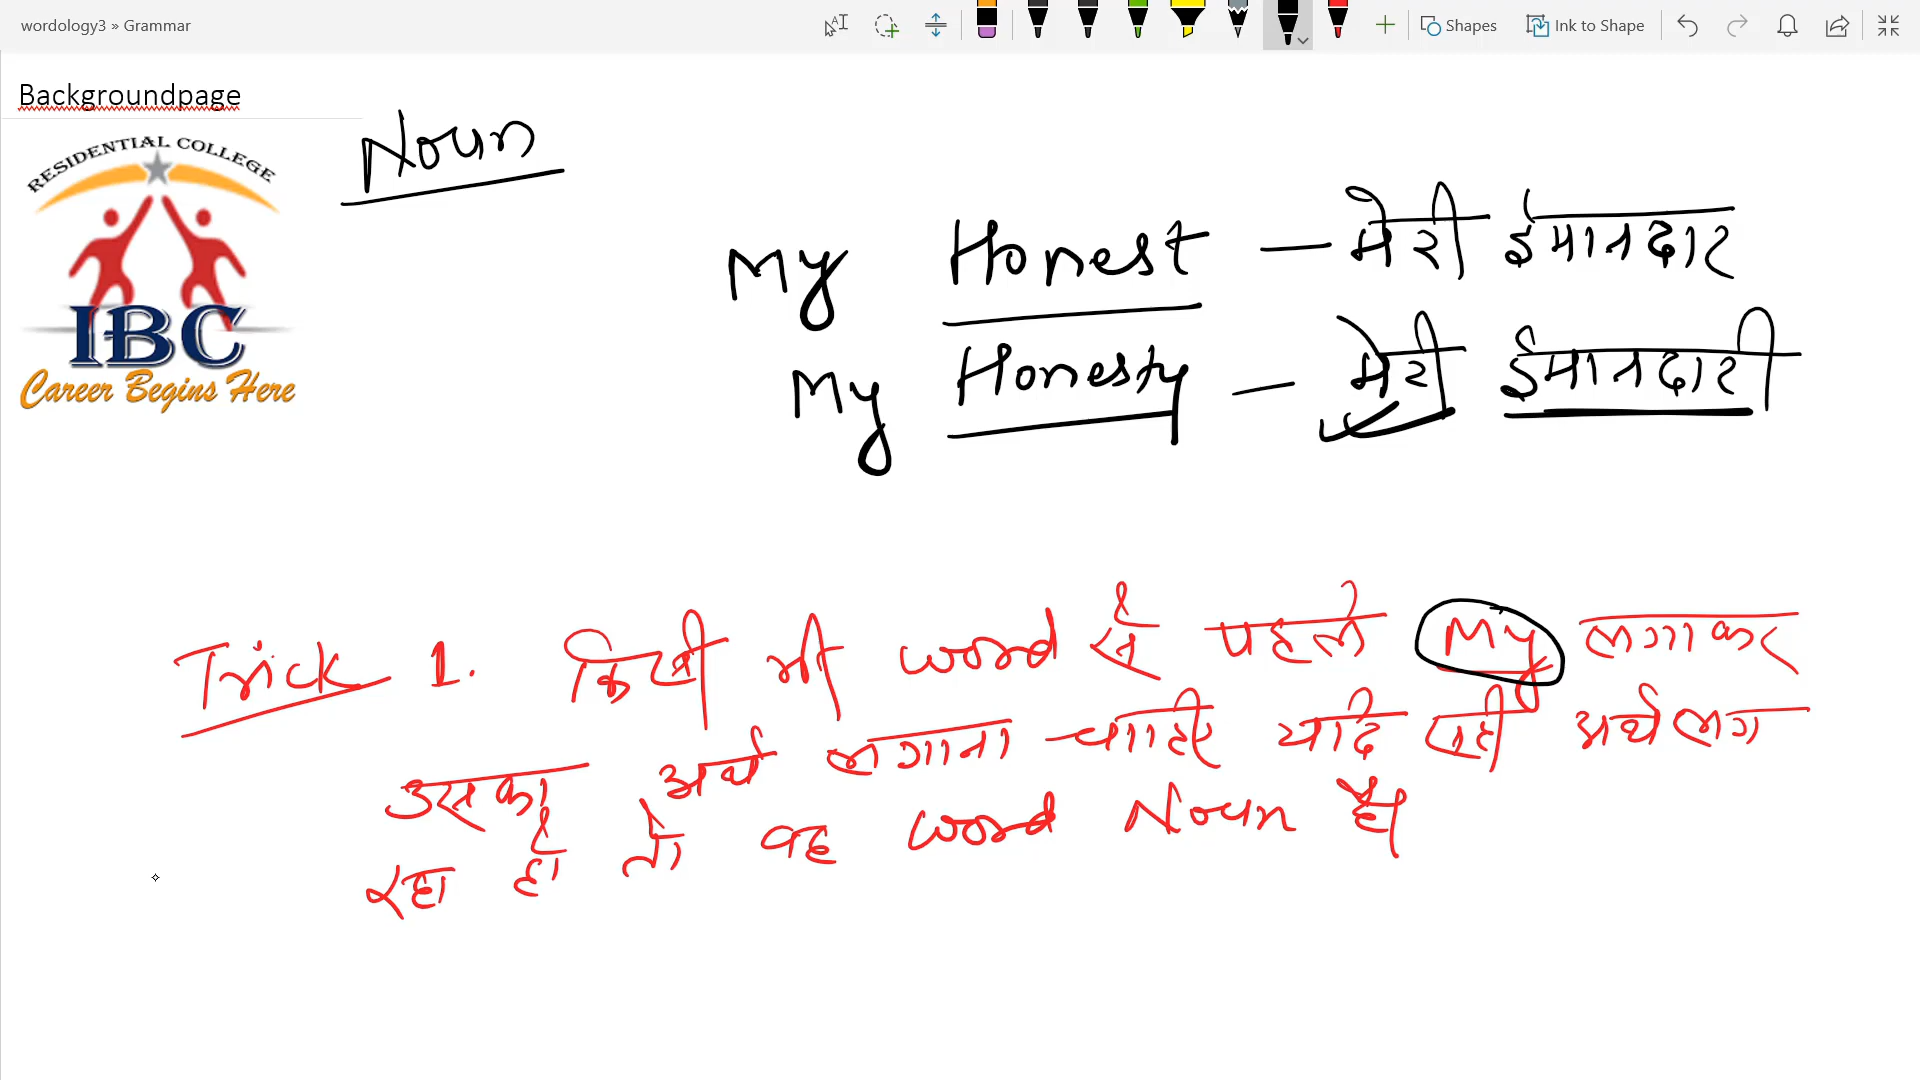 wordology3 » Grammar
Shapes
Ink to Shape
Backgroundpage
RESIDENTIAL COLLEGE
IBC
Career Begins Here
Noun
My Honest — मेरी ईमानदार
My Honesty — मेरी ईमानदारी
Trick 1. किसी भी word से पहले My लगाकर
उसका अर्थ लगाना चाहिए यदि सही अर्थ लग
रहा हो तो वह word Noun है।